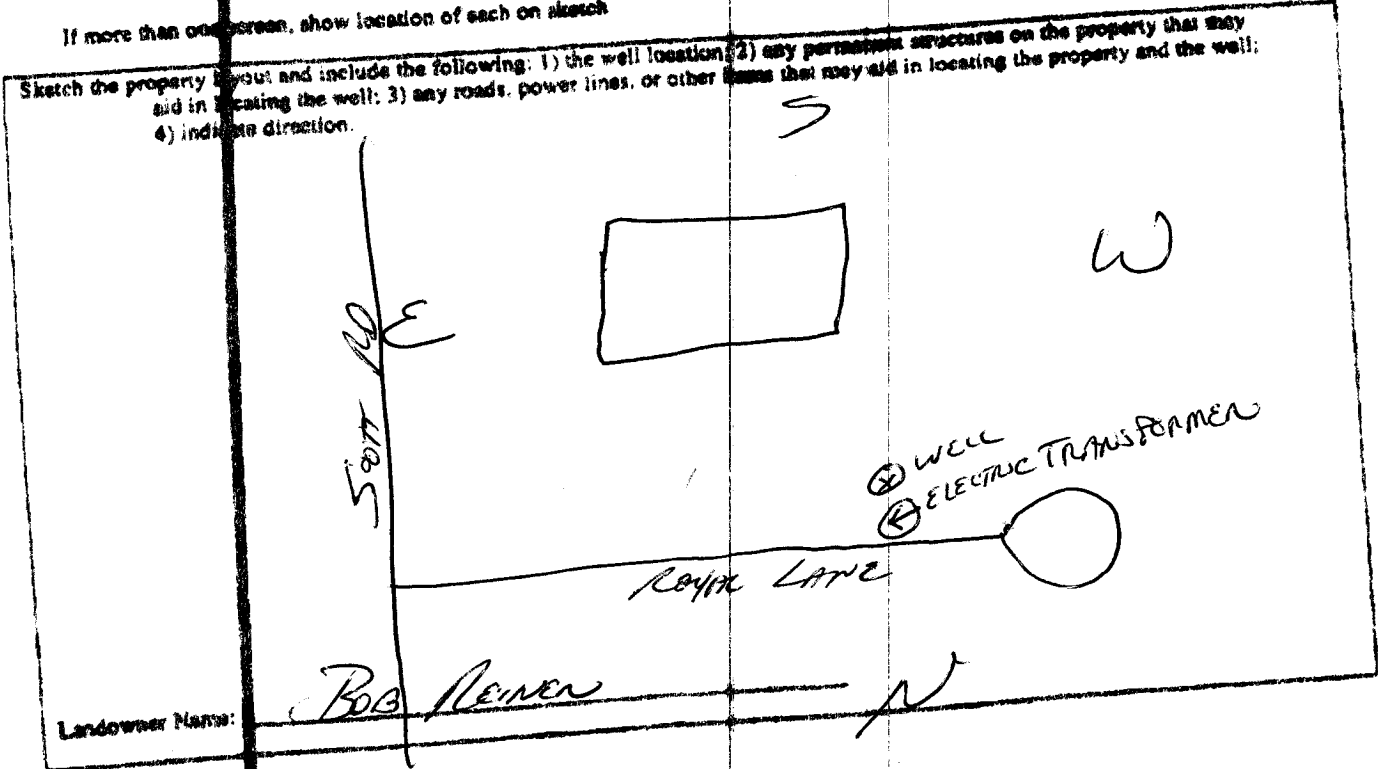 If more than one screen, show location of each on sketch
Sketch the property layout and include the following: 1) the well location; 2) any permanent structures on the property that may
aid in locating the well; 3) any roads, power lines, or other items that may aid in locating the property and the well;
4) indicate direction.
S
W
E
Scott RD
WELL
ELECTRIC TRANSFORMER
ROYAL LANE
N
Landowner Name: BOB REINEN